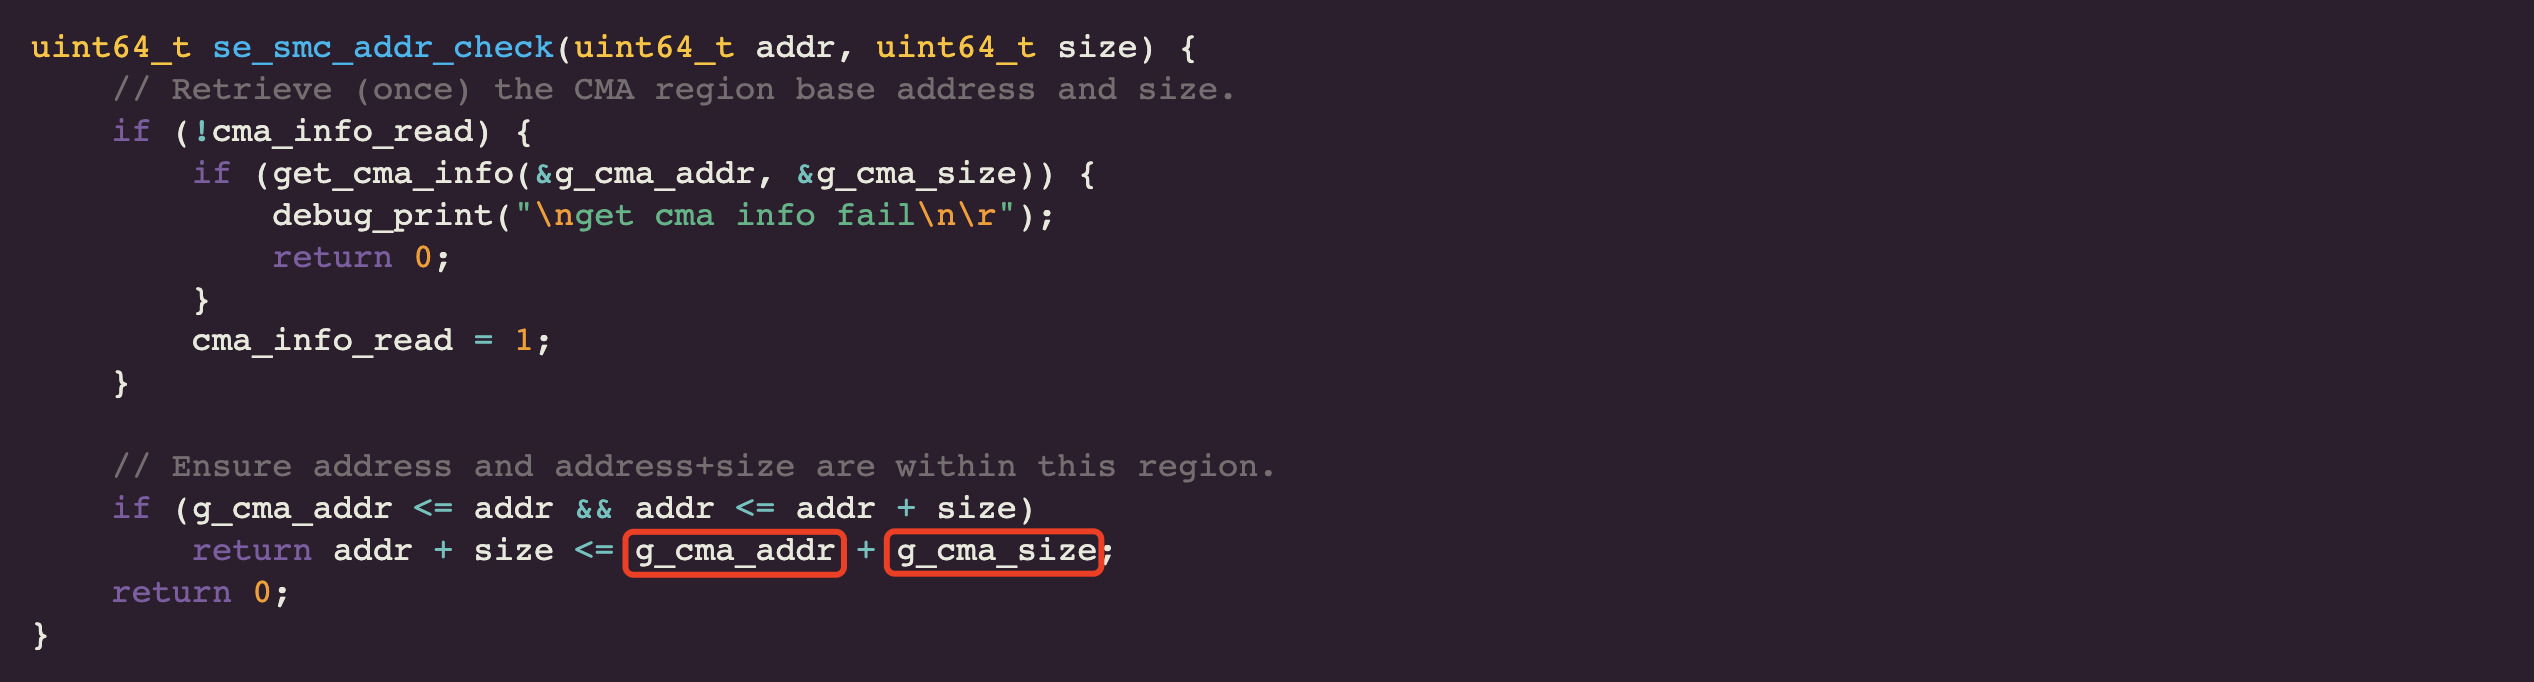 uint64_t se_smc_addr_check(uint64_t addr, uint64_t size) {
    // Retrieve (once) the CMA region base address and size.
    if (!cma_info_read) {
        if (get_cma_info(&g_cma_addr, &g_cma_size)) {
            debug_print("\nget cma info fail\n\r");
            return 0;
        }
        cma_info_read = 1;
    }

    // Ensure address and address+size are within this region.
    if (g_cma_addr <= addr && addr <= addr + size)
        return addr + size <= g_cma_addr + g_cma_size;
    return 0;
}